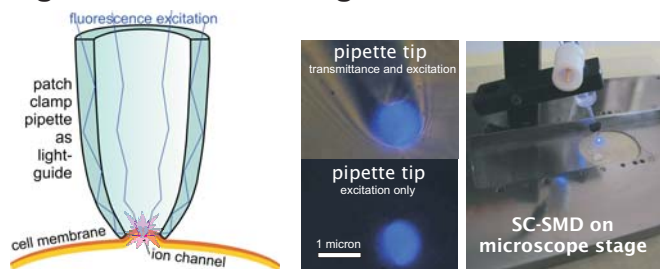 fluorescence excitation
patch
clamp
pipette
as
light-
guide
cell membrane
ion channel
pipette tip
transmittance and excitation
pipette tip
excitation only
1 micron
SC-SMD on
microscope stage